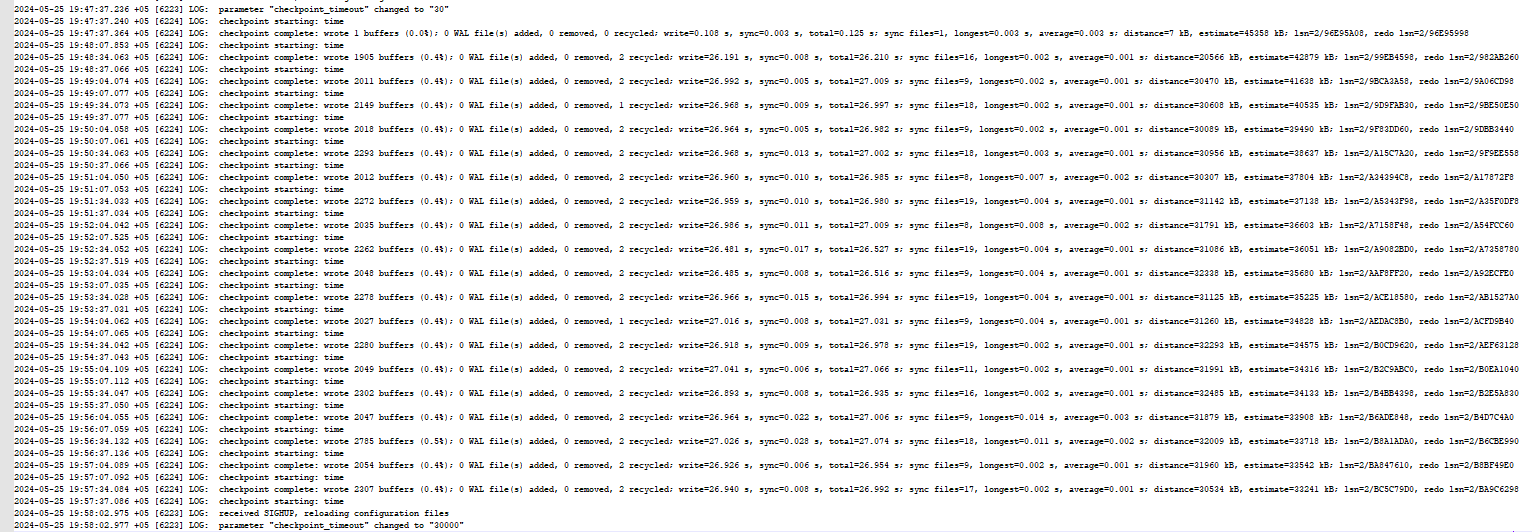 2024-05-25 19:47:37.236 +05 [6223] LOG:  parameter "checkpoint_timeout" changed to "30"
2024-05-25 19:47:37.240 +05 [6224] LOG:  checkpoint starting: time
2024-05-25 19:47:37.364 +05 [6224] LOG:  checkpoint complete: wrote 1 buffers (0.0%); 0 WAL file(s) added, 0 removed, 0 recycled; write=0.108 s, sync=0.003 s, total=0.125 s; sync files=1, longest=0.003 s, average=0.003 s; distance=7 kB, estimate=45358 kB; lsn=2/96E95A08, redo lsn=2/96E95998
2024-05-25 19:48:07.853 +05 [6224] LOG:  checkpoint starting: time
2024-05-25 19:48:34.063 +05 [6224] LOG:  checkpoint complete: wrote 1905 buffers (0.4%); 0 WAL file(s) added, 0 removed, 2 recycled; write=26.191 s, sync=0.008 s, total=26.210 s; sync files=16, longest=0.002 s, average=0.001 s; distance=20566 kB, estimate=42879 kB; lsn=2/99EB4598, redo lsn=2/982AB260
2024-05-25 19:48:37.066 +05 [6224] LOG:  checkpoint starting: time
2024-05-25 19:49:04.074 +05 [6224] LOG:  checkpoint complete: wrote 2011 buffers (0.4%); 0 WAL file(s) added, 0 removed, 2 recycled; write=26.992 s, sync=0.005 s, total=27.009 s; sync files=9, longest=0.002 s, average=0.001 s; distance=30470 kB, estimate=41638 kB; lsn=2/9BCA3A58, redo lsn=2/9A06CD98
2024-05-25 19:49:07.077 +05 [6224] LOG:  checkpoint starting: time
2024-05-25 19:49:34.073 +05 [6224] LOG:  checkpoint complete: wrote 2149 buffers (0.4%); 0 WAL file(s) added, 0 removed, 1 recycled; write=26.968 s, sync=0.009 s, total=26.997 s; sync files=18, longest=0.002 s, average=0.001 s; distance=30608 kB, estimate=40535 kB; lsn=2/9D9FAB30, redo lsn=2/9BE50E50
2024-05-25 19:49:37.077 +05 [6224] LOG:  checkpoint starting: time
2024-05-25 19:50:04.058 +05 [6224] LOG:  checkpoint complete: wrote 2018 buffers (0.4%); 0 WAL file(s) added, 0 removed, 2 recycled; write=26.964 s, sync=0.005 s, total=26.982 s; sync files=9, longest=0.002 s, average=0.001 s; distance=30089 kB, estimate=39490 kB; lsn=2/9F83DD60, redo lsn=2/9DBB3440
2024-05-25 19:50:07.061 +05 [6224] LOG:  checkpoint starting: time
2024-05-25 19:50:34.063 +05 [6224] LOG:  checkpoint complete: wrote 2293 buffers (0.4%); 0 WAL file(s) added, 0 removed, 2 recycled; write=26.968 s, sync=0.013 s, total=27.002 s; sync files=18, longest=0.003 s, average=0.001 s; distance=30956 kB, estimate=38637 kB; lsn=2/A15C7A20, redo lsn=2/9F9EE558
2024-05-25 19:50:37.066 +05 [6224] LOG:  checkpoint starting: time
2024-05-25 19:51:04.050 +05 [6224] LOG:  checkpoint complete: wrote 2012 buffers (0.4%); 0 WAL file(s) added, 0 removed, 2 recycled; write=26.960 s, sync=0.010 s, total=26.985 s; sync files=8, longest=0.007 s, average=0.002 s; distance=30307 kB, estimate=37804 kB; lsn=2/A34394C8, redo lsn=2/A17872F8
2024-05-25 19:51:07.053 +05 [6224] LOG:  checkpoint starting: time
2024-05-25 19:51:34.033 +05 [6224] LOG:  checkpoint complete: wrote 2272 buffers (0.4%); 0 WAL file(s) added, 0 removed, 2 recycled; write=26.959 s, sync=0.010 s, total=26.980 s; sync files=19, longest=0.004 s, average=0.001 s; distance=31142 kB, estimate=37138 kB; lsn=2/A5343F98, redo lsn=2/A35F0DF8
2024-05-25 19:51:37.034 +05 [6224] LOG:  checkpoint starting: time
2024-05-25 19:52:04.042 +05 [6224] LOG:  checkpoint complete: wrote 2035 buffers (0.4%); 0 WAL file(s) added, 0 removed, 2 recycled; write=26.986 s, sync=0.011 s, total=27.009 s; sync files=8, longest=0.008 s, average=0.002 s; distance=31791 kB, estimate=36603 kB; lsn=2/A7158F48, redo lsn=2/A54FCC60
2024-05-25 19:52:07.525 +05 [6224] LOG:  checkpoint starting: time
2024-05-25 19:52:34.052 +05 [6224] LOG:  checkpoint complete: wrote 2262 buffers (0.4%); 0 WAL file(s) added, 0 removed, 2 recycled; write=26.481 s, sync=0.017 s, total=26.527 s; sync files=19, longest=0.004 s, average=0.001 s; distance=31086 kB, estimate=36051 kB; lsn=2/A9082BD0, redo lsn=2/A7358780
2024-05-25 19:52:37.519 +05 [6224] LOG:  checkpoint starting: time
2024-05-25 19:53:04.034 +05 [6224] LOG:  checkpoint complete: wrote 2048 buffers (0.4%); 0 WAL file(s) added, 0 removed, 2 recycled; write=26.485 s, sync=0.008 s, total=26.516 s; sync files=9, longest=0.004 s, average=0.001 s; distance=32338 kB, estimate=35680 kB; lsn=2/AAF8FF20, redo lsn=2/A92ECFE0
2024-05-25 19:53:07.035 +05 [6224] LOG:  checkpoint starting: time
2024-05-25 19:53:34.028 +05 [6224] LOG:  checkpoint complete: wrote 2278 buffers (0.4%); 0 WAL file(s) added, 0 removed, 2 recycled; write=26.966 s, sync=0.015 s, total=26.994 s; sync files=19, longest=0.004 s, average=0.001 s; distance=31125 kB, estimate=35225 kB; lsn=2/ACE18580, redo lsn=2/AB1527A0
2024-05-25 19:53:37.031 +05 [6224] LOG:  checkpoint starting: time
2024-05-25 19:54:04.062 +05 [6224] LOG:  checkpoint complete: wrote 2027 buffers (0.4%); 0 WAL file(s) added, 0 removed, 1 recycled; write=27.016 s, sync=0.008 s, total=27.031 s; sync files=9, longest=0.004 s, average=0.001 s; distance=31260 kB, estimate=34828 kB; lsn=2/AEDAC8B0, redo lsn=2/ACFD9B40
2024-05-25 19:54:07.065 +05 [6224] LOG:  checkpoint starting: time
2024-05-25 19:54:34.042 +05 [6224] LOG:  checkpoint complete: wrote 2280 buffers (0.4%); 0 WAL file(s) added, 0 removed, 2 recycled; write=26.918 s, sync=0.009 s, total=26.978 s; sync files=19, longest=0.002 s, average=0.001 s; distance=32293 kB, estimate=34575 kB; lsn=2/B0CD9620, redo lsn=2/AEF63128
2024-05-25 19:54:37.043 +05 [6224] LOG:  checkpoint starting: time
2024-05-25 19:55:04.109 +05 [6224] LOG:  checkpoint complete: wrote 2049 buffers (0.4%); 0 WAL file(s) added, 0 removed, 2 recycled; write=27.041 s, sync=0.006 s, total=27.066 s; sync files=11, longest=0.002 s, average=0.001 s; distance=31991 kB, estimate=34316 kB; lsn=2/B2C9ABC0, redo lsn=2/B0EA1040
2024-05-25 19:55:07.112 +05 [6224] LOG:  checkpoint starting: time
2024-05-25 19:55:34.047 +05 [6224] LOG:  checkpoint complete: wrote 2302 buffers (0.4%); 0 WAL file(s) added, 0 removed, 2 recycled; write=26.893 s, sync=0.008 s, total=26.935 s; sync files=16, longest=0.002 s, average=0.001 s; distance=32485 kB, estimate=34133 kB; lsn=2/B4BB4398, redo lsn=2/B2E5A830
2024-05-25 19:55:37.050 +05 [6224] LOG:  checkpoint starting: time
2024-05-25 19:56:04.055 +05 [6224] LOG:  checkpoint complete: wrote 2047 buffers (0.4%); 0 WAL file(s) added, 0 removed, 2 recycled; write=26.964 s, sync=0.022 s, total=27.006 s; sync files=9, longest=0.014 s, average=0.003 s; distance=31879 kB, estimate=33908 kB; lsn=2/B6ADE848, redo lsn=2/B4D7C4A0
2024-05-25 19:56:07.059 +05 [6224] LOG:  checkpoint starting: time
2024-05-25 19:56:34.132 +05 [6224] LOG:  checkpoint complete: wrote 2785 buffers (0.5%); 0 WAL file(s) added, 0 removed, 2 recycled; write=27.026 s, sync=0.028 s, total=27.074 s; sync files=18, longest=0.011 s, average=0.002 s; distance=32009 kB, estimate=33718 kB; lsn=2/B8A1ADA0, redo lsn=2/B6CBE990
2024-05-25 19:56:37.136 +05 [6224] LOG:  checkpoint starting: time
2024-05-25 19:57:04.089 +05 [6224] LOG:  checkpoint complete: wrote 2054 buffers (0.4%); 0 WAL file(s) added, 0 removed, 2 recycled; write=26.926 s, sync=0.006 s, total=26.954 s; sync files=9, longest=0.002 s, average=0.001 s; distance=31960 kB, estimate=33542 kB; lsn=2/BA847610, redo lsn=2/B8BF49E0
2024-05-25 19:57:07.092 +05 [6224] LOG:  checkpoint starting: time
2024-05-25 19:57:34.084 +05 [6224] LOG:  checkpoint complete: wrote 2307 buffers (0.4%); 0 WAL file(s) added, 0 removed, 2 recycled; write=26.940 s, sync=0.008 s, total=26.992 s; sync files=17, longest=0.002 s, average=0.001 s; distance=30534 kB, estimate=33241 kB; lsn=2/BC5C79D0, redo lsn=2/BA9C6298
2024-05-25 19:57:37.086 +05 [6224] LOG:  checkpoint starting: time
2024-05-25 19:58:02.975 +05 [6223] LOG:  received SIGHUP, reloading configuration files
2024-05-25 19:58:02.977 +05 [6223] LOG:  parameter "checkpoint_timeout" changed to "30000"